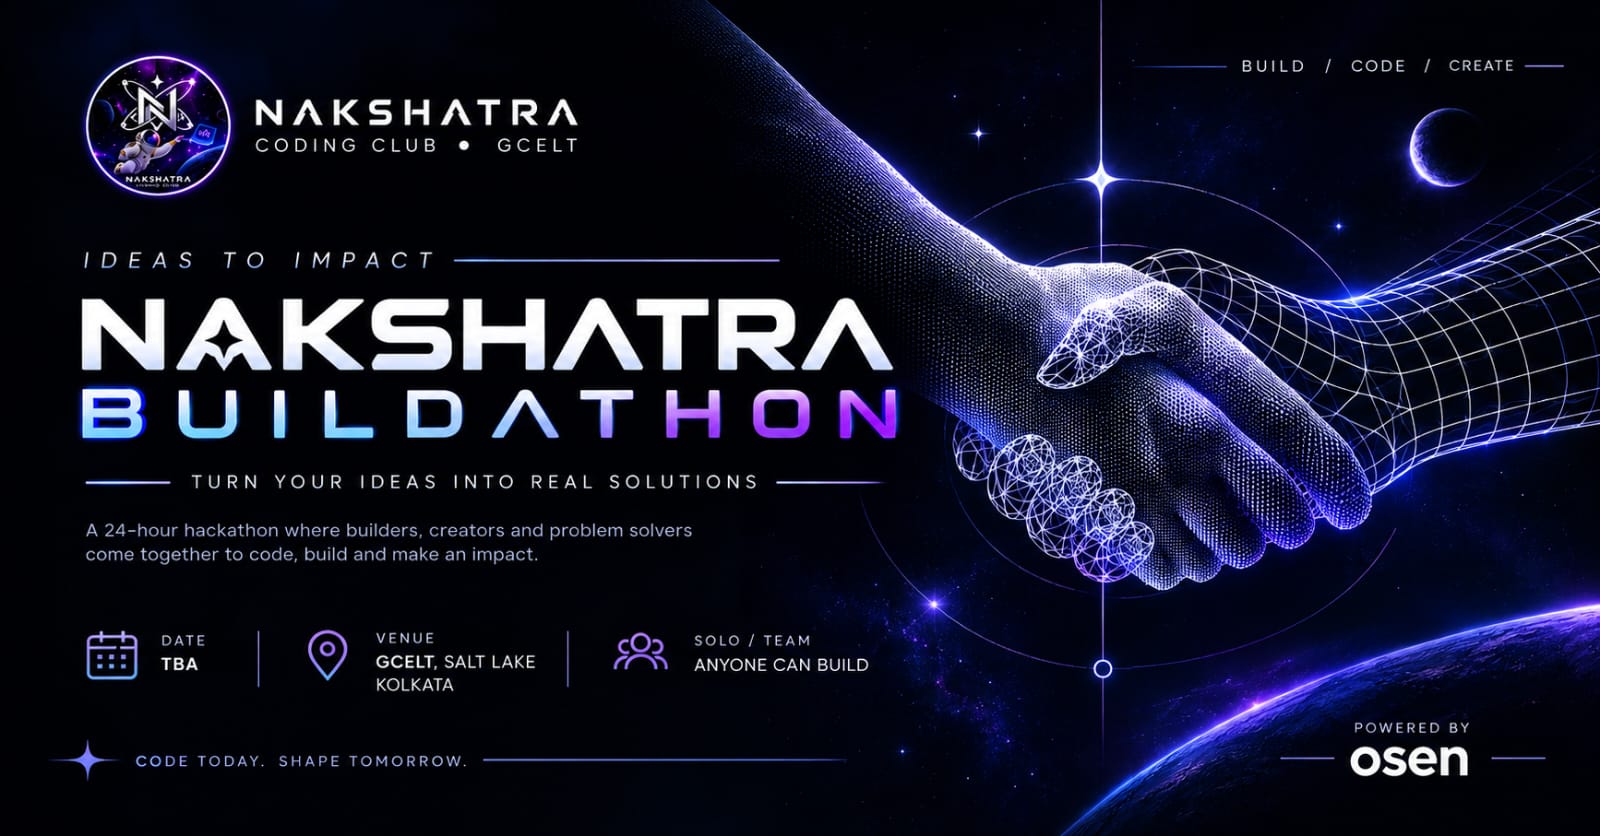 NAKSHATRA
CODING CLUB • GCELT
BUILD / CODE / CREATE
N
NAKSHATRA
IDEAS TO IMPACT
NAKSHATRA
BUILDATHON
TURN YOUR IDEAS INTO REAL SOLUTIONS
A 24-hour hackathon where builders, creators and problem solvers
come together to code, build and make an impact.
DATE
TBA
VENUE
GCELT, SALT LAKE
KOLKATA
SOLO / TEAM
ANYONE CAN BUILD
CODE TODAY. SHAPE TOMORROW.
POWERED BY
osen